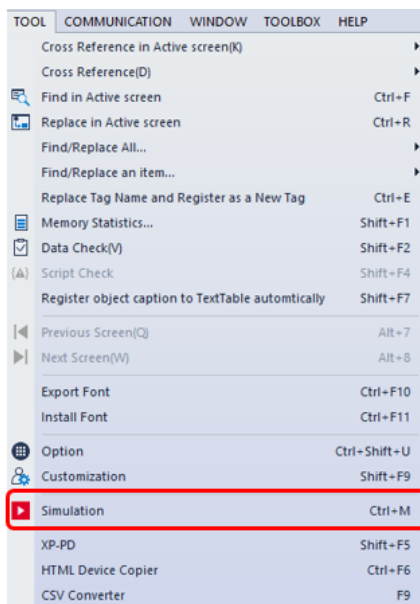 TOOL COMMUNICATION WINDOW TOOLBOX HELP
Cross Reference in Active screen(K)
Cross Reference(D)
Find in Active screen Ctrl+F
Replace in Active screen Ctrl+R
Find/Replace All...
Find/Replace an item...
Replace Tag Name and Register as a New Tag Ctrl+E
Memory Statistics... Shift+F1
Data Check(V) Shift+F2
Script Check Shift+F4
Register object caption to TextTable automtically Shift+F7
Previous Screen(Q) Alt+7
Next Screen(W) Alt+8
Export Font Ctrl+F10
Install Font Ctrl+F11
Option Ctrl+Shift+U
Customization Shift+F9
Simulation Ctrl+M
XP-PD Shift+F5
HTML Device Copier Ctrl+F6
CSV Converter F9